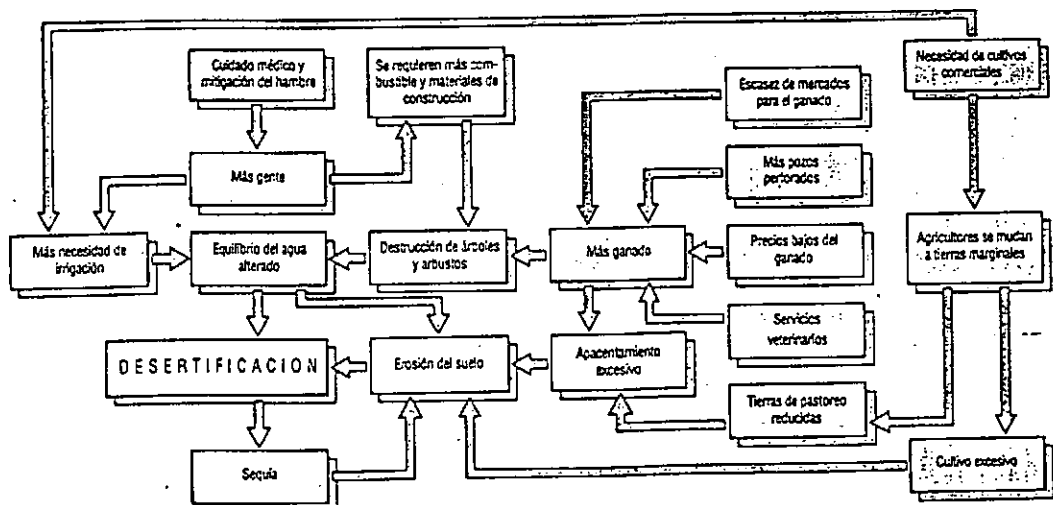 Cuidado médico y
mitigación del hambre
Se requieren más com-
bustible y materiales de
construcción
Escasez de mercados
para el ganado
Necesidad de cultivos
comerciales
Más gente
Más pozos
perforados
Más necesidad de
irrigación
Equilibrio del agua
alterado
Destrucción de árboles
y arbustos
Más ganado
Precios bajos del
ganado
Agricultores se mudan
a tierras marginales
Servicios
veterinarios
DESERTIFICACION
Erosión del suelo
Apacentamiento
excesivo
Tierras de pastoreo
reducidas
Sequía
Cultivo excesivo